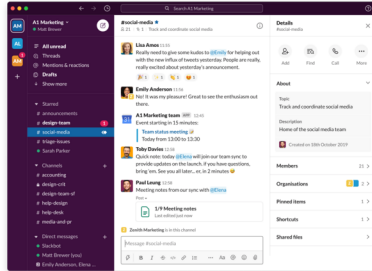 Search A1 Marketing
A1 Marketing
Matt Brewer
All unread
Threads
Mentions & reactions
Drafts
Show more
Starred
announcements
design-team
social-media
triage-issues
Sarah Parker
Channels
accounting
design-crit
design-team-sf
help-design
help-desk
media-and-pr
Direct messages
Slackbot
Matt Brewer (you)
Emily Anderson, Elena ...
#social-media
Track and coordinate social media
Lisa Amos
Really need to give some kudos to @Emily for helping out
with the new influx of tweets yesterday. People are really,
really excited about yesterday's announcement.
Emily Anderson
No! It was my pleasure! Great to see the enthusiasm out
there.
A1 Marketing team
Event starting in 15 minutes:
Team status meeting
Today from 13:00 to 13:30
Toby Davies
Quick note: today @Elena will join our team sync to
provide updates on the launch. if you have questions,
bring 'em. See you all later... or, in 2 minutes
Paul Leung
Meeting notes from our sync with @Elena
Post
1/9 Meeting notes
Last edited just now
Zenith Marketing is in this channel
Message #social-media
Details
#social-media
Add
Find
Call
More
About
Topic
Track and coordinate social media
Description
Home of the social media team
Created on 10th October 2019
Members
Organisations
Pinned items
Shortcuts
Shared files